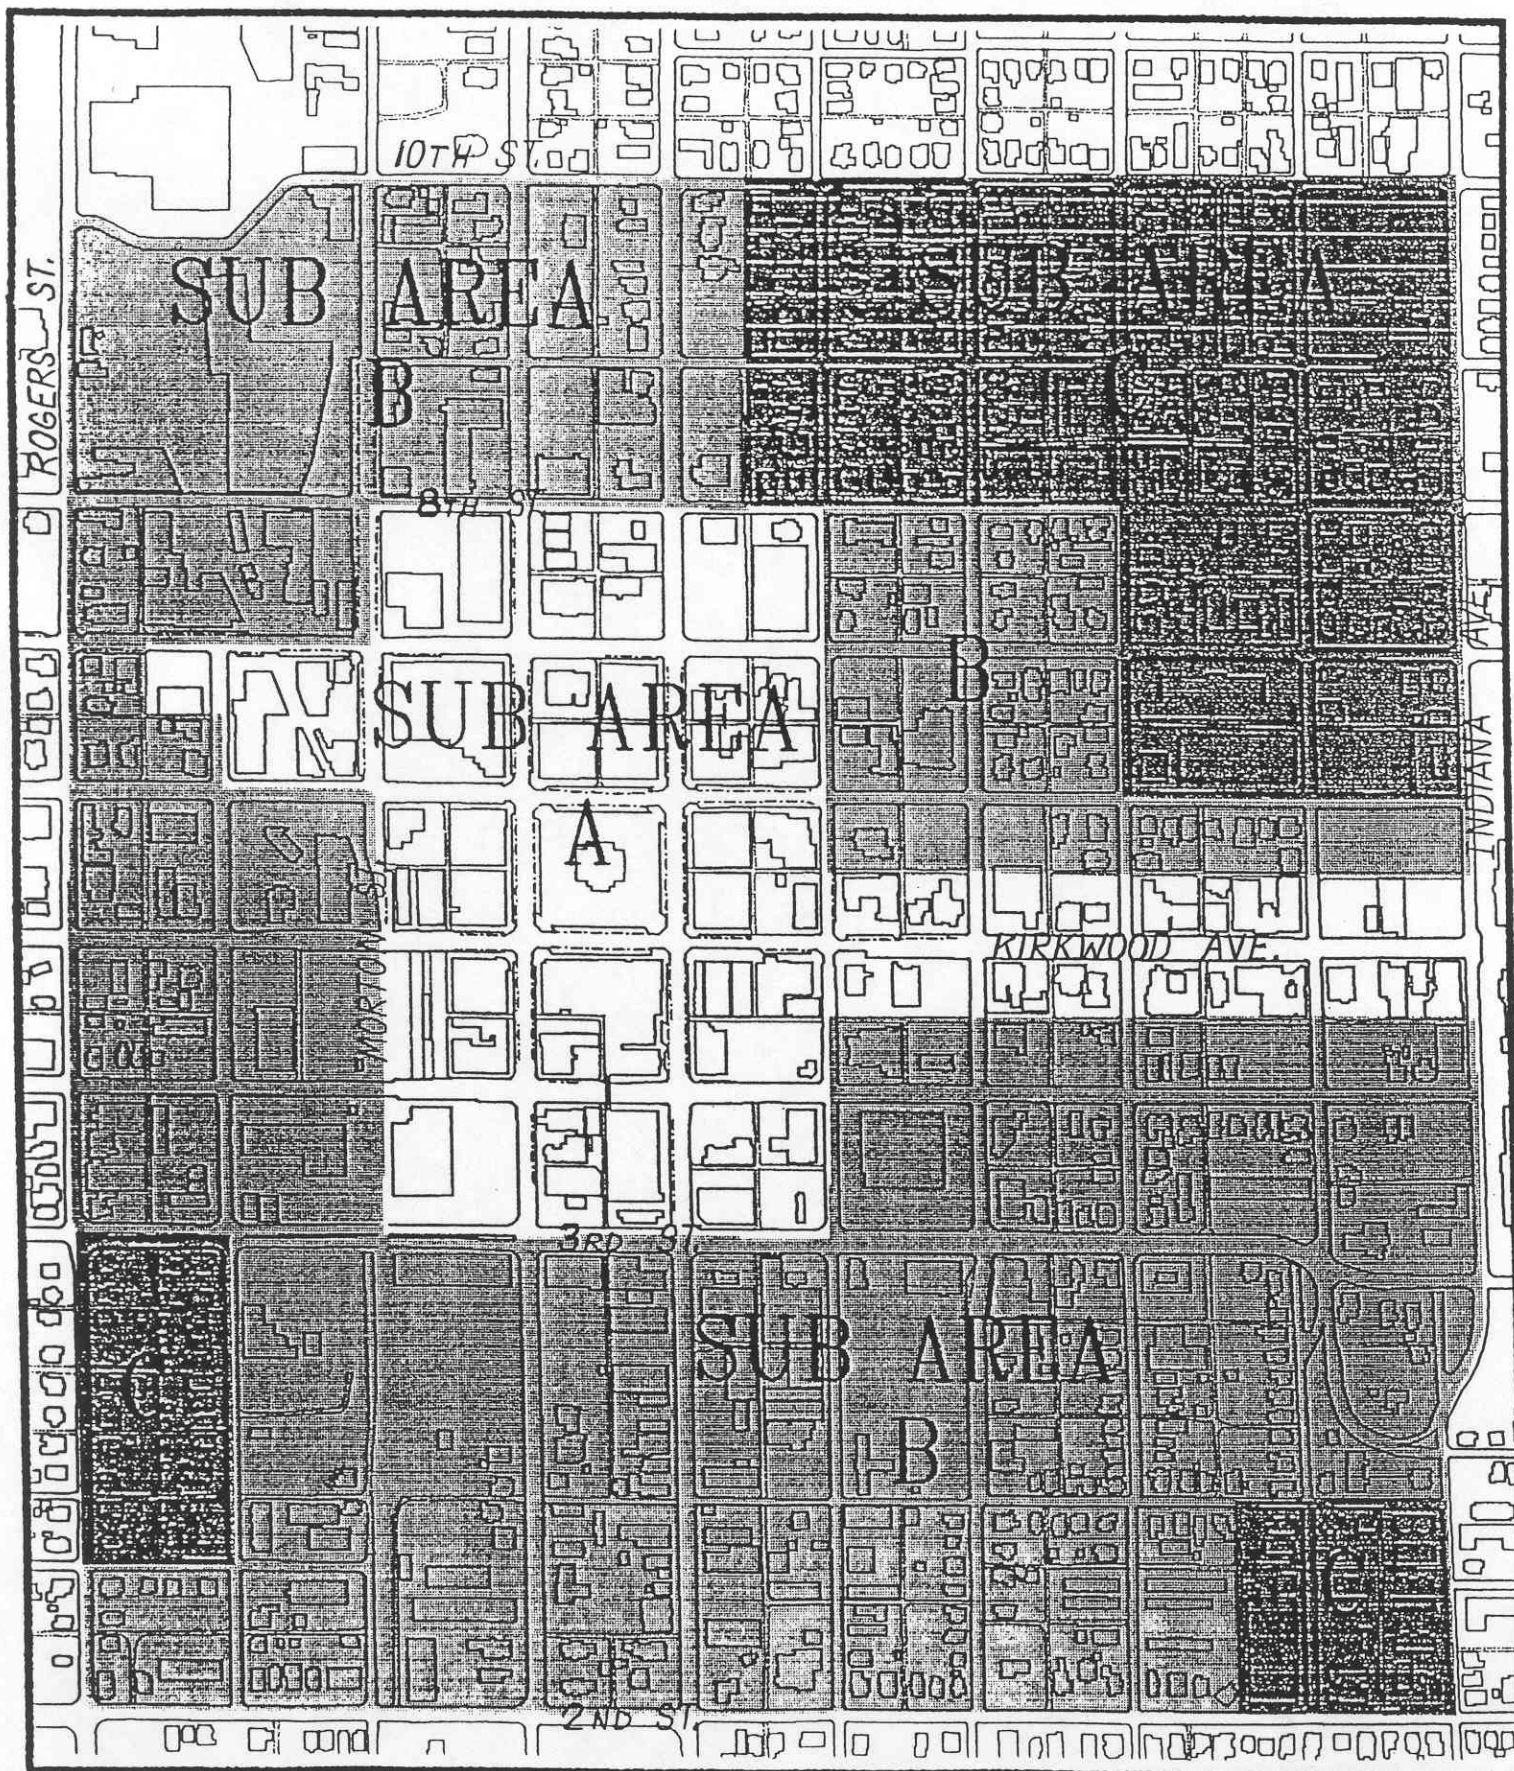 10TH ST.
ROGERS ST.
SUB AREA
B
SUB AREA
C
8TH ST
SUB AREA
A
B
INDIANA AVE.
MORTON ST.
KIRKWOOD AVE.
3RD ST.
C
SUB AREA
B
C
2ND ST.